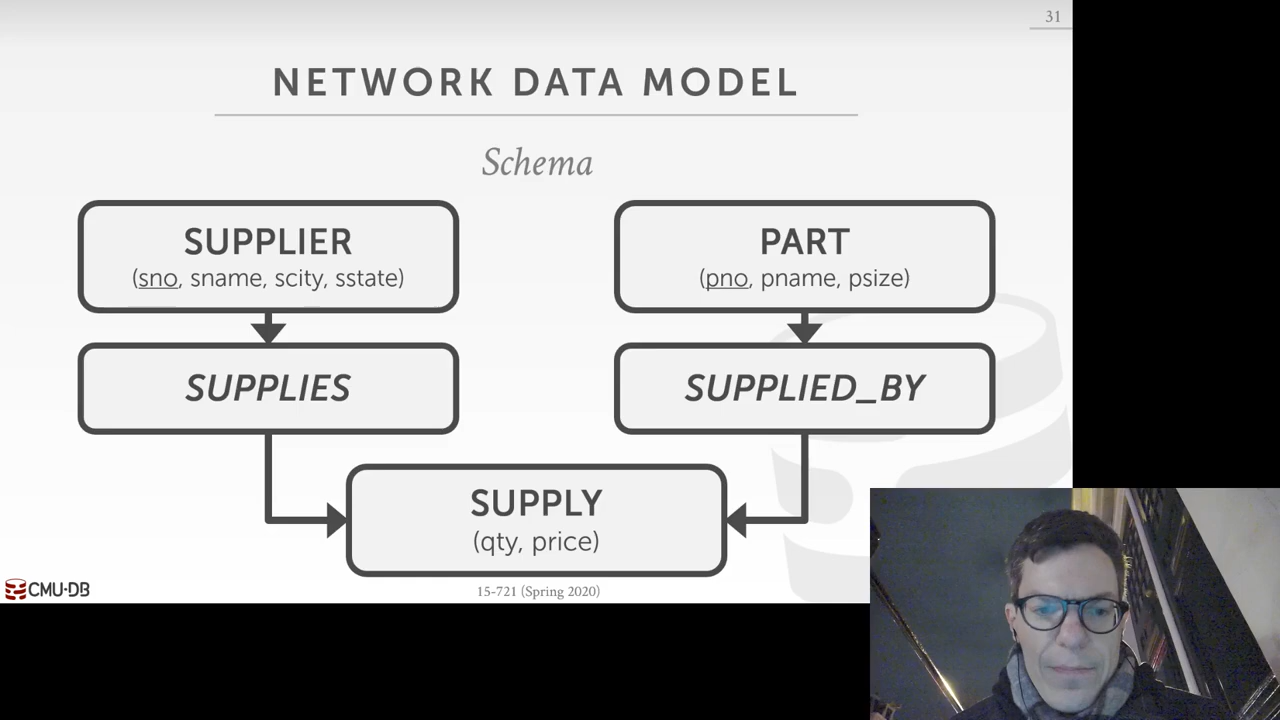 31
NETWORK DATA MODEL
Schema
SUPPLIER
(sno, sname, scity, sstate)
PART
(pno, pname, psize)
SUPPLIES
SUPPLIED_BY
SUPPLY
(qty, price)
CMU·DB
15-721 (Spring 2020)